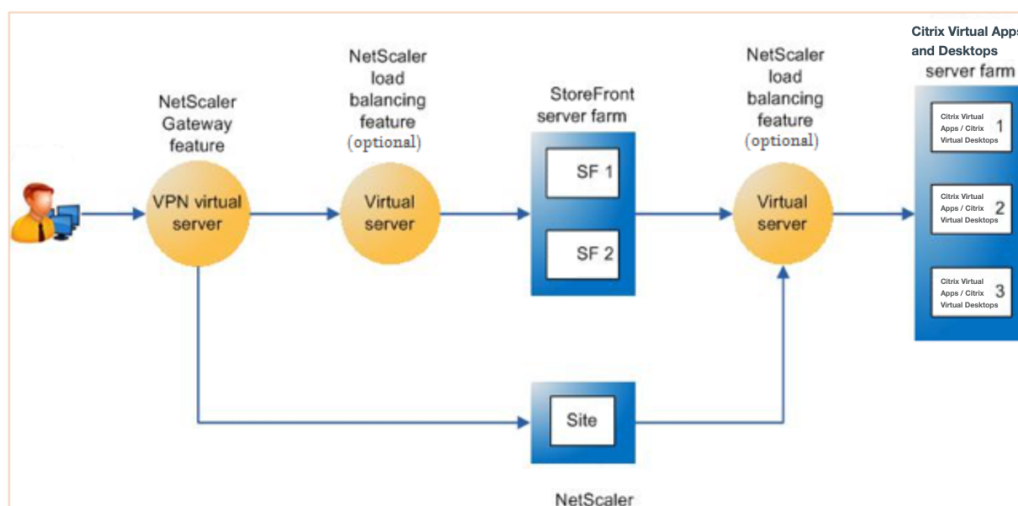 NetScaler
Gateway
feature
VPN virtual
server
NetScaler
load
balancing
feature
(optional)
Virtual
server
StoreFront
server farm
SF 1
SF 2
Site
NetScaler
NetScaler
load
balancing
feature
(optional)
Virtual
server
Citrix Virtual Apps
and Desktops
server farm
Citrix Virtual
Apps / Citrix
Virtual Desktops
1
Citrix Virtual
Apps / Citrix
Virtual Desktops
2
Citrix Virtual
Apps / Citrix
Virtual Desktops
3